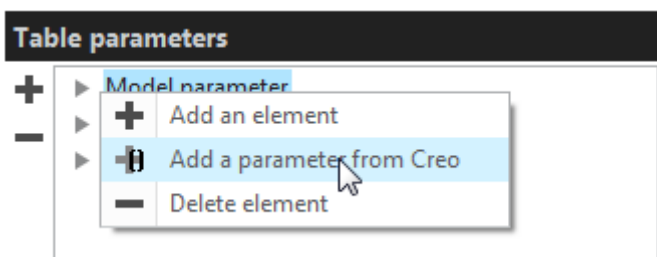 Table parameters
Model parameter
Add an element
Add a parameter from Creo
Delete element